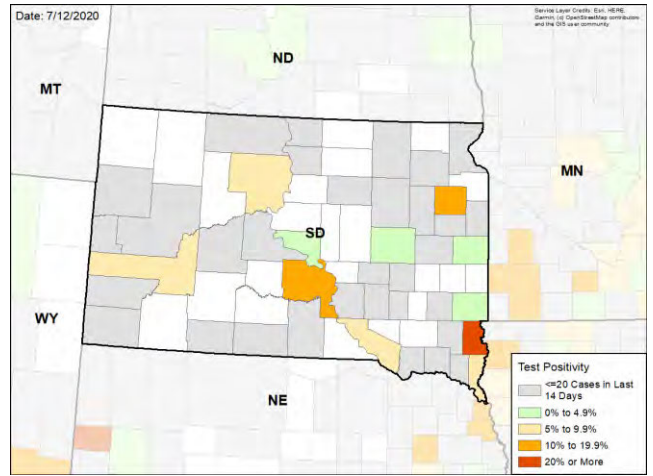 Date: 7/12/2020
Service Layer Credits: Esri, HERE,
Garmin, (c) OpenStreetMap contributors
and the GIS user community
ND
MT
MN
SD
WY
NE
Test Positivity
<=20 Cases in Last
14 Days
0% to 4.9%
5% to 9.9%
10% to 19.9%
20% or More